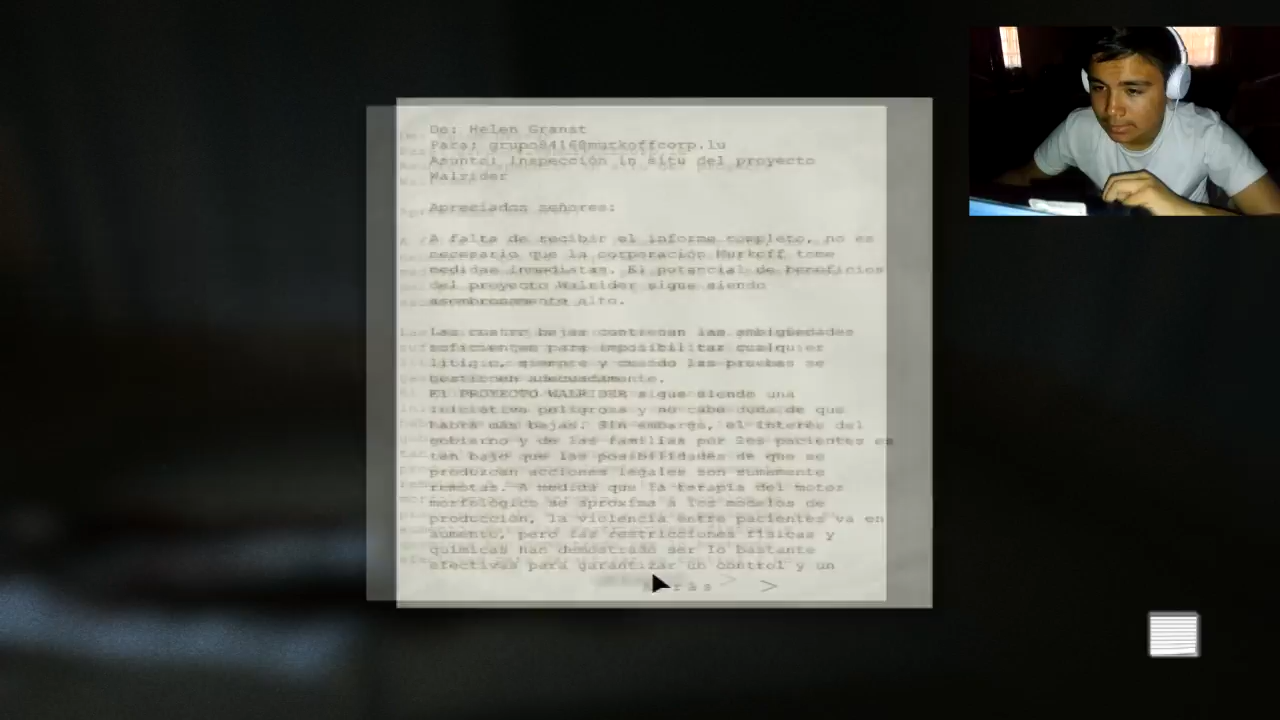 De: Helen Granat
Para: grupo8416@murkoffcorp.lu
Asunto: Inspección in situ del proyecto
Walrider
Apreciados señores:
A falta de recibir el informe completo, no es
necesario que la corporación Murkoff tome
medidas inmediatas. El potencial de beneficios
del proyecto Walrider sigue siendo
asombrosamente alto.
Las cuatro bajas contienen las ambigüedades
suficientes para imposibilitar cualquier
litigio, siempre y cuando las pruebas se
gestionen adecuadamente.
El PROYECTO WALRIDER sigue siendo una
iniciativa peligrosa y no cabe duda de que
habrá más bajas. Sin embargo, el interés del
gobierno y de las familias por los pacientes es
tan bajo que las posibilidades de que se
produzcan acciones legales son sumamente
remotas. A medida que la terapia del motor
morfológico se aproxima a los modelos de
producción, la violencia entre pacientes va en
aumento, pero las restricciones físicas y
químicas han demostrado ser lo bastante
efectivas para garantizar un control y un
>